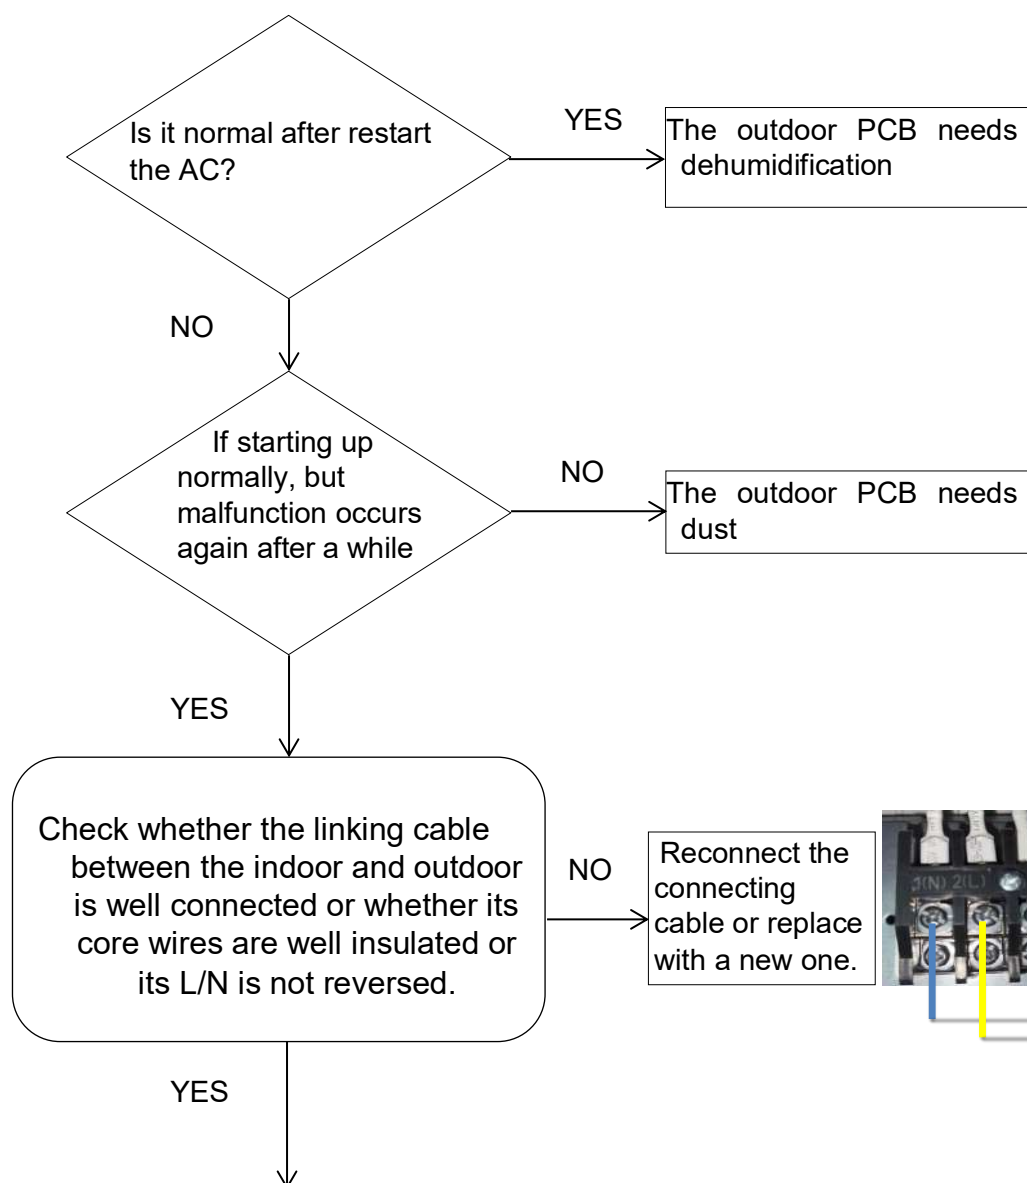 Is it normal after restart
the AC?
YES
The outdoor PCB needs
dehumidification
NO
If starting up
normally, but
malfunction occurs
again after a while
NO
The outdoor PCB needs
dust
YES
Check whether the linking cable
between the indoor and outdoor
is well connected or whether its
core wires are well insulated or
its L/N is not reversed.
NO
Reconnect the
connecting
cable or replace
with a new one.
1(N) 2(L)
YES